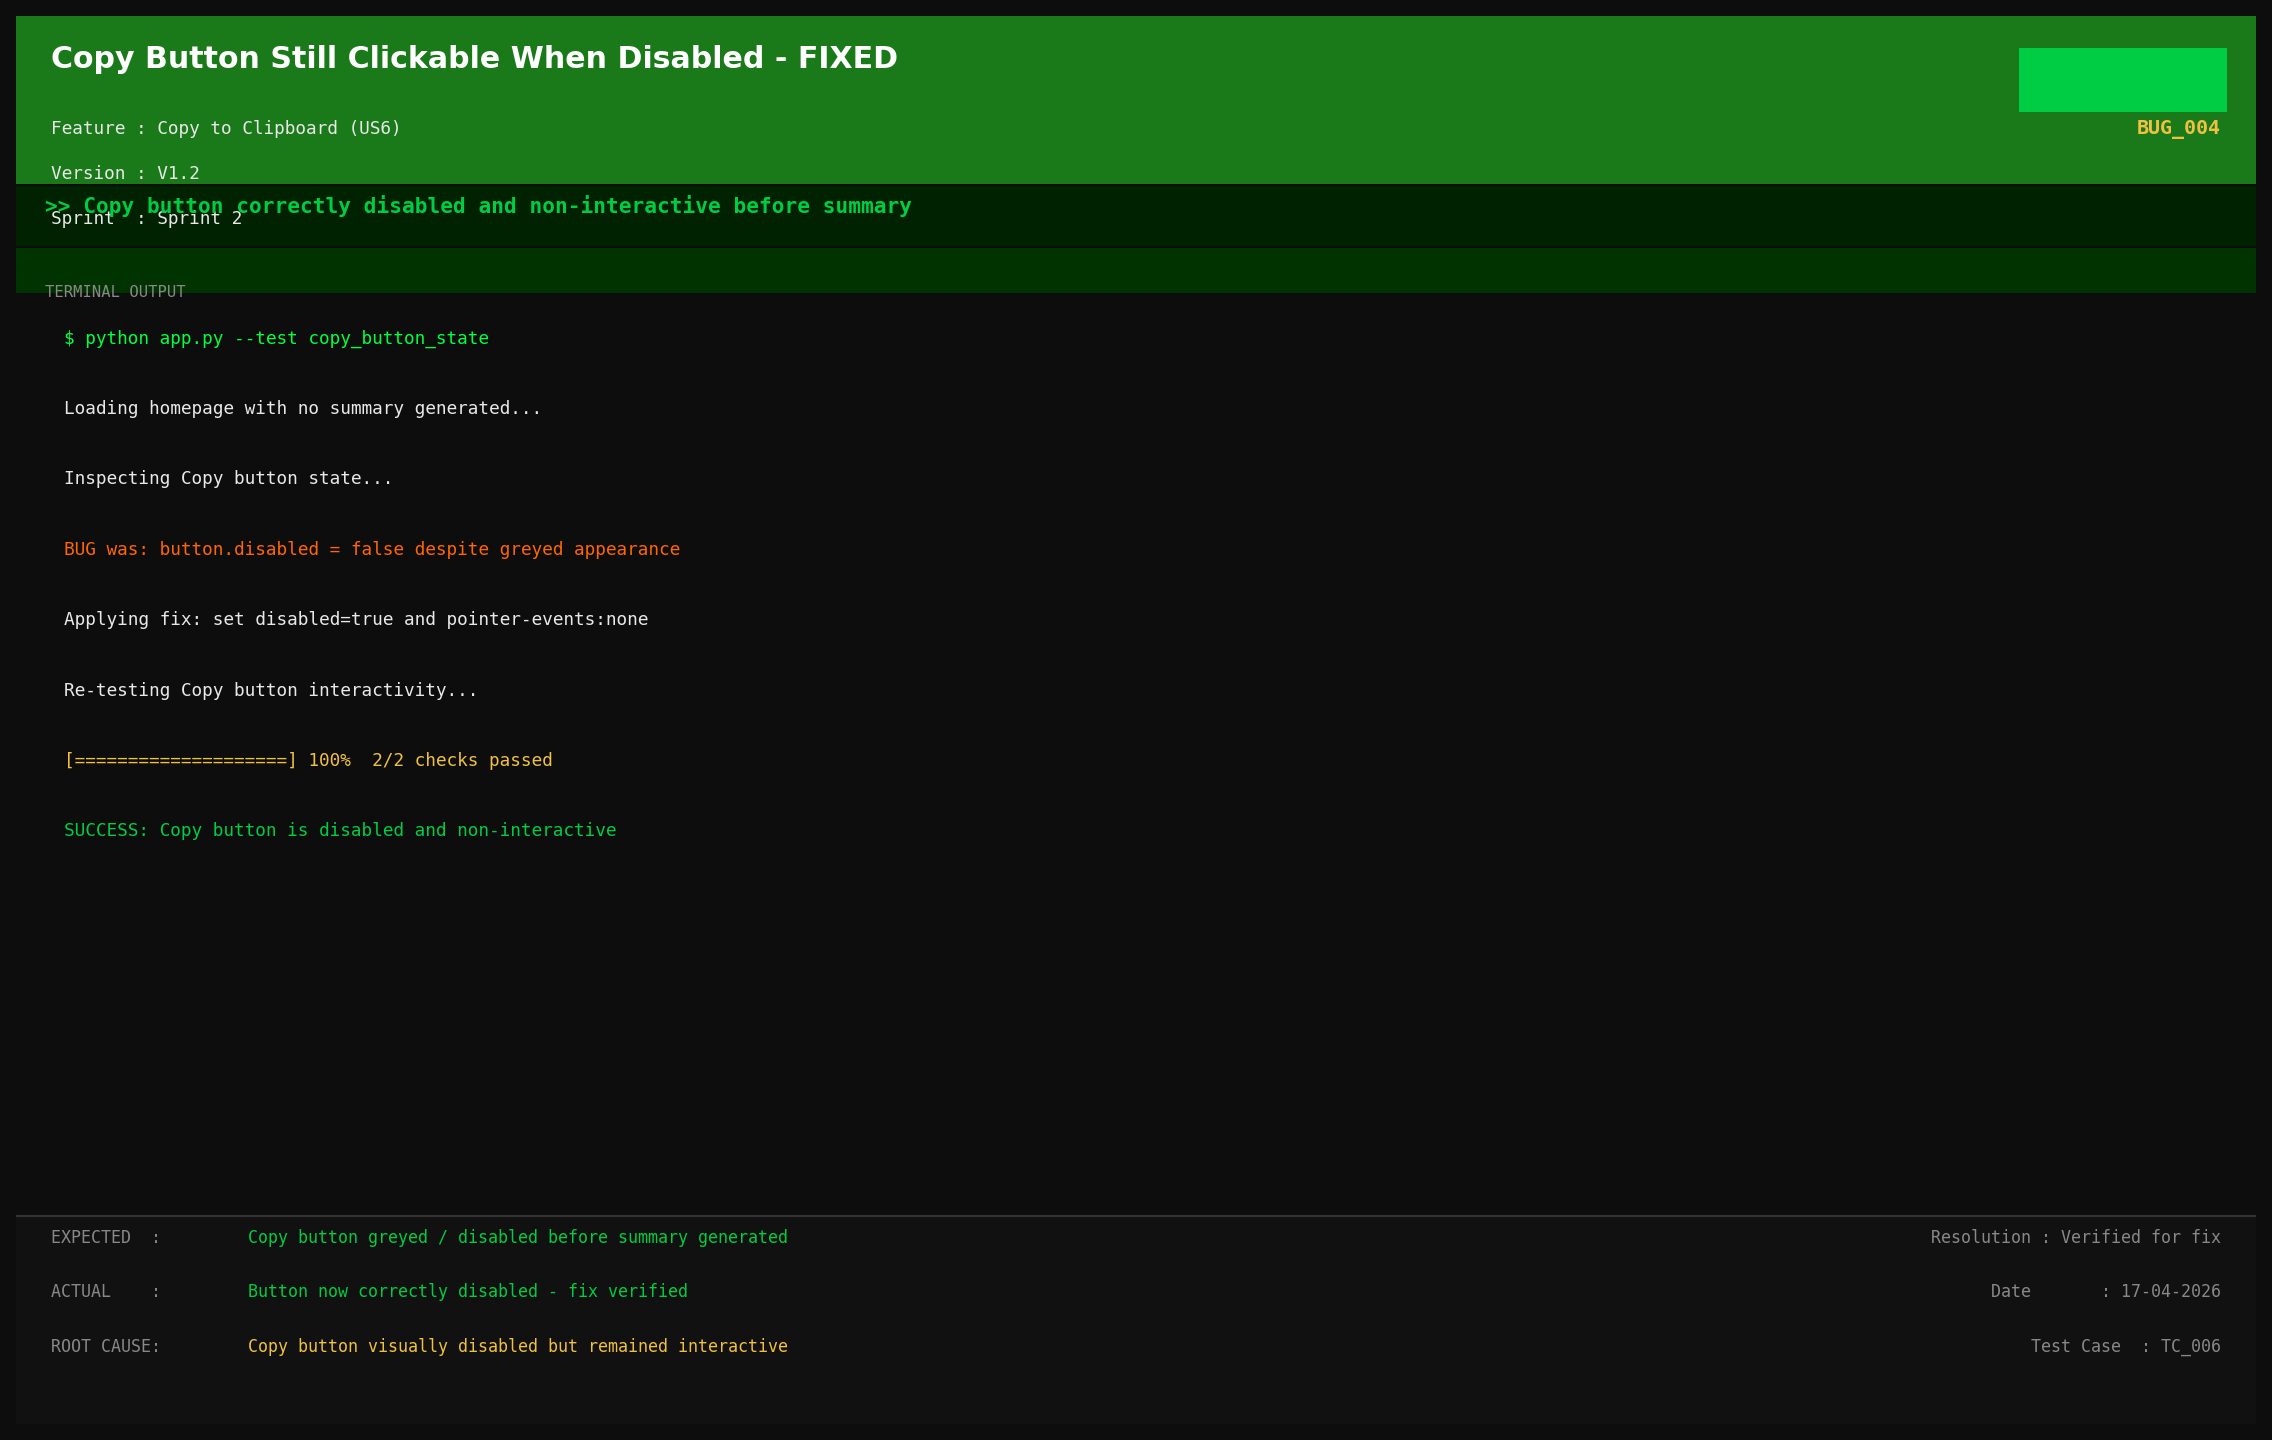 Copy Button Still Clickable When Disabled - FIXED
Feature : Copy to Clipboard (US6)
BUG_004
Version : V1.2
>> Copy button correctly disabled and non-interactive before summary
Sprint  : Sprint 2
TERMINAL OUTPUT
$ python app.py --test copy_button_state
Loading homepage with no summary generated...
Inspecting Copy button state...
BUG was: button.disabled = false despite greyed appearance
Applying fix: set disabled=true and pointer-events:none
Re-testing Copy button interactivity...
[====================] 100%  2/2 checks passed
SUCCESS: Copy button is disabled and non-interactive
EXPECTED  : Copy button greyed / disabled before summary generated
Resolution : Verified for fix
ACTUAL    : Button now correctly disabled - fix verified
Date       : 17-04-2026
ROOT CAUSE: Copy button visually disabled but remained interactive
Test Case  : TC_006